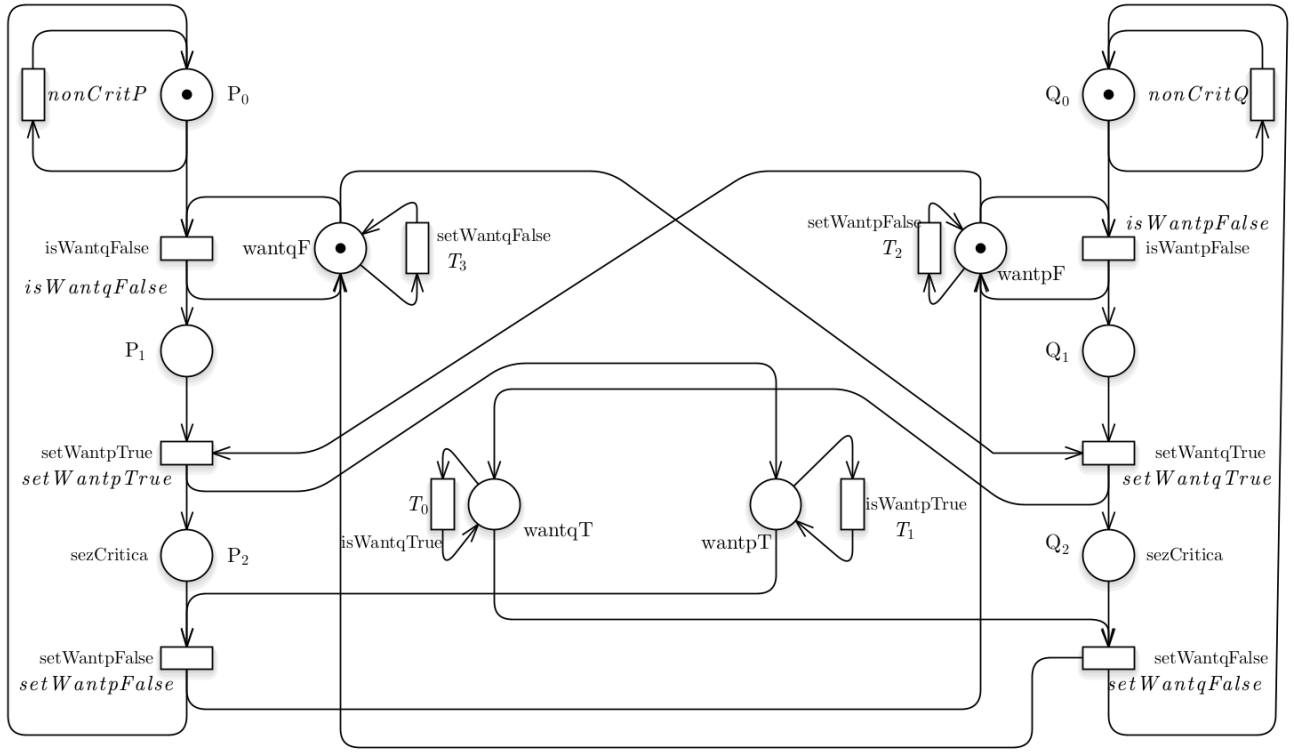 nonCritP
P0
Q0
nonCritQ
isWantqFalse
isWantqFalse
wantqF
setWantqFalse
T3
setWantpFalse
T2
wantpF
isWantpFalse
isWantpFalse
P1
Q1
setWantpTrue
setWantpTrue
T0
isWantqTrue
wantqT
wantpT
isWantpTrue
T1
setWantqTrue
setWantqTrue
sezCritica
P2
Q2
sezCritica
setWantpFalse
setWantpFalse
setWantqFalse
setWantqFalse